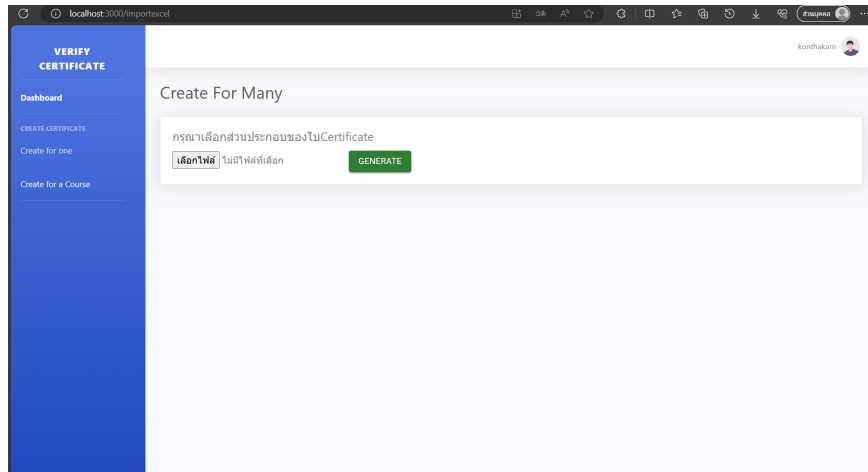 localhost:3000/importexcel
ส่วนบุคคล
VERIFY
CERTIFICATE
konthakarn
Dashboard
Create For Many
CREATE CERTIFICATE
กรุณาเลือกส่วนประกอบของใบCertificate
Create for one
เลือกไฟล์ ไม่มีไฟล์ที่เลือก
GENERATE
Create for a Course